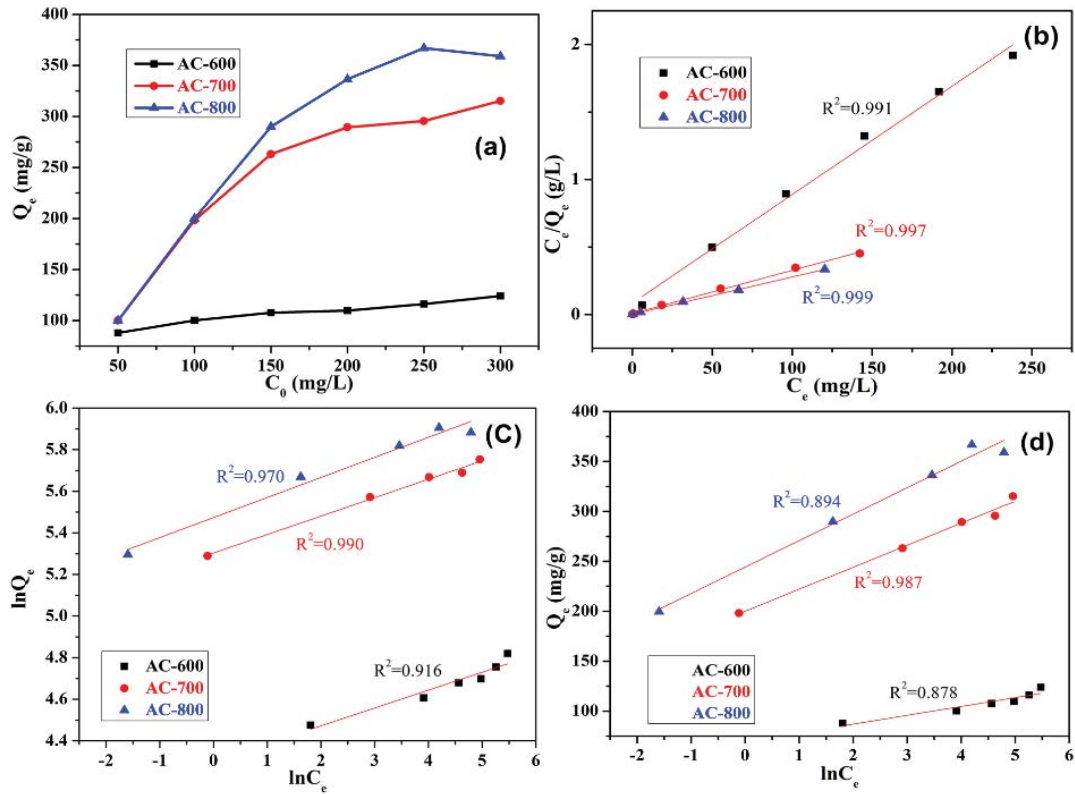 400
350
300
250
200
150
100
50
0
Qe (mg/g)
AC-600
AC-700
AC-800
(a)
50 100 150 200 250 300
C0 (mg/L)
2
1
0
Ce/Qe (g/L)
AC-600
AC-700
AC-800
(b)
R²=0.991
R²=0.997
R²=0.999
0 50 100 150 200 250
Ce (mg/L)
6.0
5.8
5.6
5.4
5.2
5.0
4.8
4.6
4.4
lnQe
(C)
R²=0.970
R²=0.990
R²=0.916
AC-600
AC-700
AC-800
-3 -2 -1 0 1 2 3 4 5 6
lnCe
400
350
300
250
200
150
100
Qe (mg/g)
(d)
R²=0.894
R²=0.987
R²=0.878
AC-600
AC-700
AC-800
-2 -1 0 1 2 3 4 5 6
lnCe